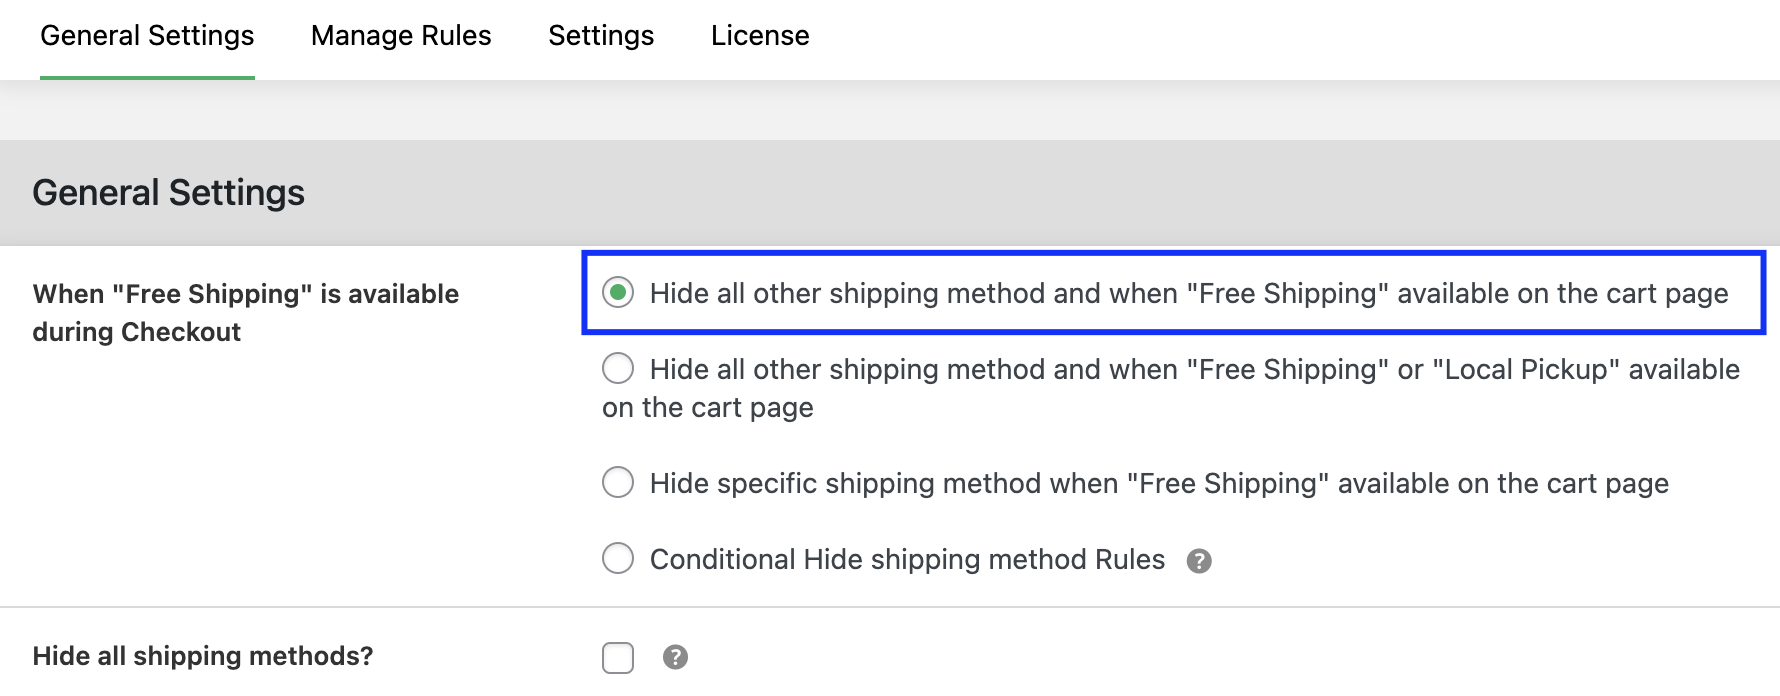 General Settings Manage Rules Settings License
General Settings
When "Free Shipping" is available
during Checkout
Hide all other shipping method and when "Free Shipping" available on the cart page
Hide all other shipping method and when "Free Shipping" or "Local Pickup" available
on the cart page
Hide specific shipping method when "Free Shipping" available on the cart page
Conditional Hide shipping method Rules ?
Hide all shipping methods? ?